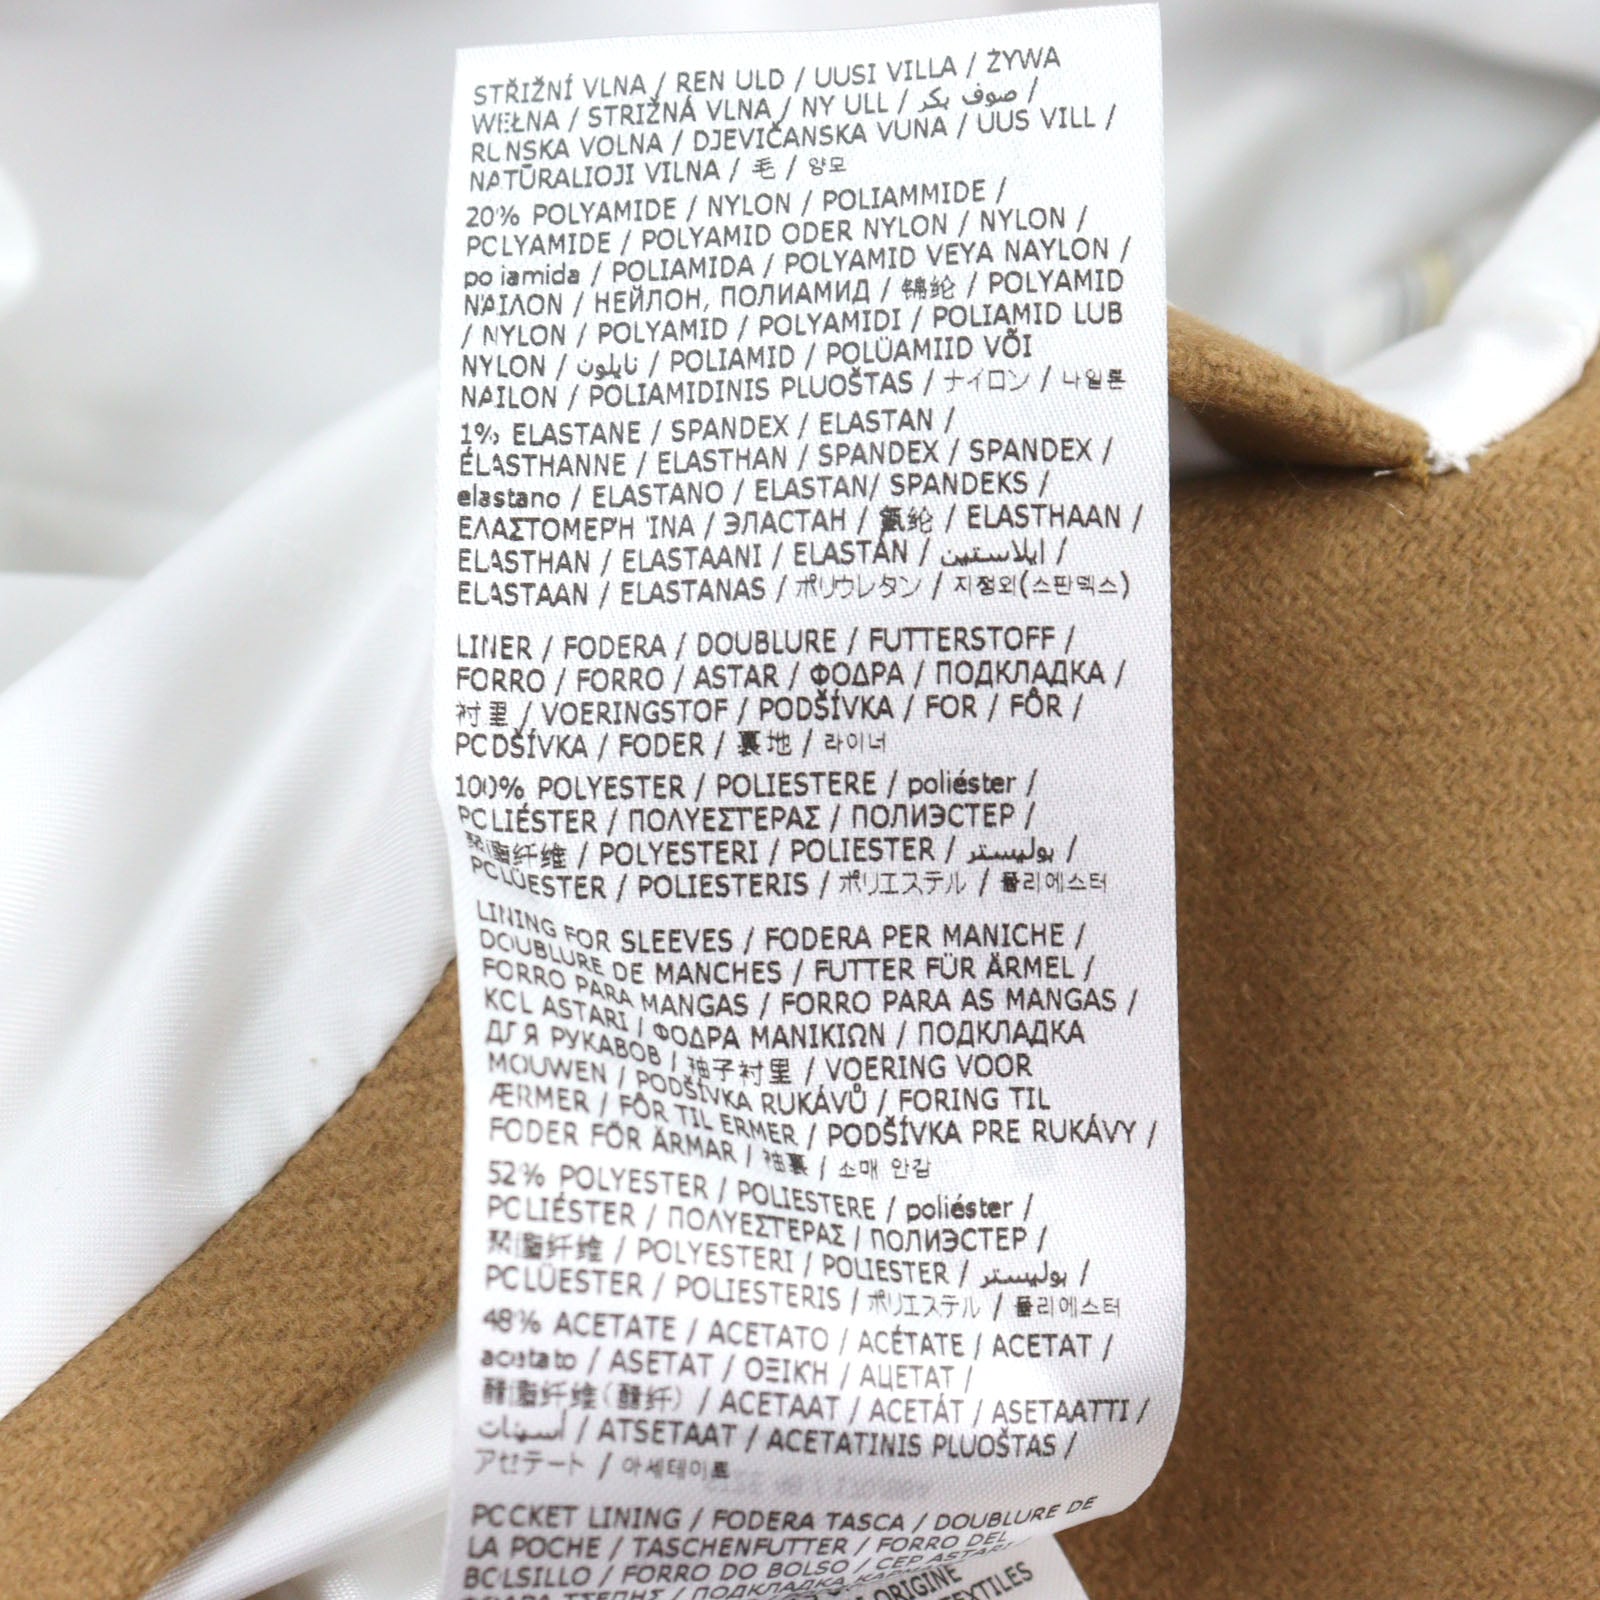 STŘIŽNÍ VLNA / REN ULD / UUSI VILLA / ŻYWA
WEŁNA / STRIŽNÁ VLNA / NY ULL / صوف بكر /
RUNSKA VOLNA / DJEVIČANSKA VUNA / UUS VILL /
NATŪRALIOJI VILNA / 毛 / 양모
20% POLYAMIDE / NYLON / POLIAMMIDE /
POLYAMIDE / POLYAMID ODER NYLON / NYLON /
poliamida / POLIAMIDA / POLYAMID VEYA NAYLON /
ΝΑΙΛΟΝ / НЕЙЛОН, ПОЛИАМИД / 锦纶 / POLYAMID
/ NYLON / POLYAMID / POLYAMIDI / POLIAMID LUB
NYLON / نايلون / POLIAMID / POLÜAMIID VÕI
NAILON / POLIAMIDINIS PLUOŠTAS / ナイロン / 나일론
1% ELASTANE / SPANDEX / ELASTAN /
ÉLASTHANNE / ELASTHAN / SPANDEX / SPANDEX /
elastano / ELASTANO / ELASTAN/ SPANDEKS /
ΕΛΑΣΤΟΜΕΡΉ ΊΝΑ / ЭЛАСТАН / 氨纶 / ELASTHAAN /
ELASTHAN / ELASTAANI / ELASTÁN / ايلاستين /
ELASTAAN / ELASTANAS / ポリウレタン / 지정외(스판덱스)
LINER / FODERA / DOUBLURE / FUTTERSTOFF /
FORRO / FORRO / ASTAR / ΦΟΔΡΑ / ПОДКЛАДКА /
衬里 / VOERINGSTOF / PODŠÍVKA / FOR / FÔR /
PODŠÍVKA / FODER / 裏地 / 라이너
100% POLYESTER / POLIESTERE / poliéster /
POLIÉSTER / ΠΟΛΥΕΣΤΕΡΑΣ / ПОЛИЭСТЕР /
聚酯纤维 / POLYESTERI / POLIESTER / بوليستر /
POLÜESTER / POLIESTERIS / ポリエステル / 폴리에스터
LINING FOR SLEEVES / FODERA PER MANICHE /
DOUBLURE DE MANCHES / FUTTER FÜR ÄRMEL /
FORRO PARA MANGAS / FORRO PARA AS MANGAS /
KOL ASTARI / ΦΟΔΡΑ ΜΑΝΙΚΙΩΝ / ПОДКЛАДКА
ДЛЯ РУКАВОВ / 袖子衬里 / VOERING VOOR
MOUWEN / PODŠÍVKA RUKÁVŮ / FORING TIL
ÆRMER / FÔR TIL ERMER / PODŠÍVKA PRE RUKÁVY /
FODER FÖR ÄRMAR / 袖裏 / 소매 안감
52% POLYESTER / POLIESTERE / poliéster /
POLIÉSTER / ΠΟΛΥΕΣΤΕΡΑΣ / ПОЛИЭСТЕР /
聚酯纤维 / POLYESTERI / POLIESTER / بوليستر /
POLÜESTER / POLIESTERIS / ポリエステル / 폴리에스터
48% ACETATE / ACETATO / ACÉTATE / ACETAT /
acetato / ASETAT / ΟΞΙΚΉ / АЦЕТАТ /
醋酯纤维(醋纤) / ACETAAT / ACETÁT / ASETAATTI /
أسيتات / ATSETAAT / ACETATINIS PLUOŠTAS /
アセテート / 아세테이트
POCKET LINING / FODERA TASCA / DOUBLURE DE
LA POCHE / TASCHENFUTTER / FORRO DEL
BOLSILLO / FORRO DO BOLSO / CEP ASTARI /
ΤΣΕΠΗΣ / ПОДКЛАДКА
ORIGINE
TEXTILES